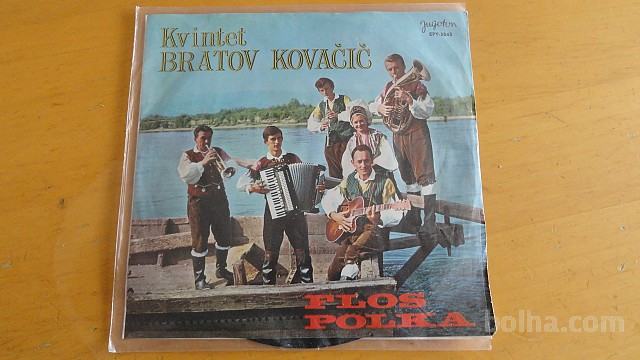 Kvintet
BRATOV KOVAČIČ
Jugoton
FLOS
POLKA
bolha.com